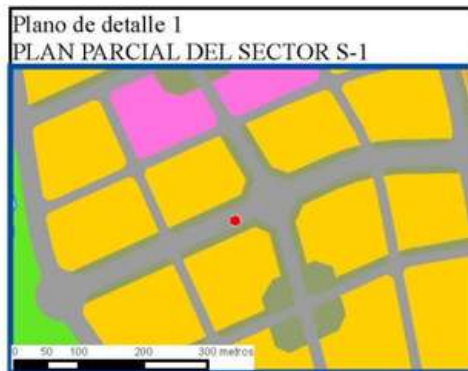 Plano de detalle 1
PLAN PARCIAL DEL SECTOR S-1
0 50 100 200 300 metros